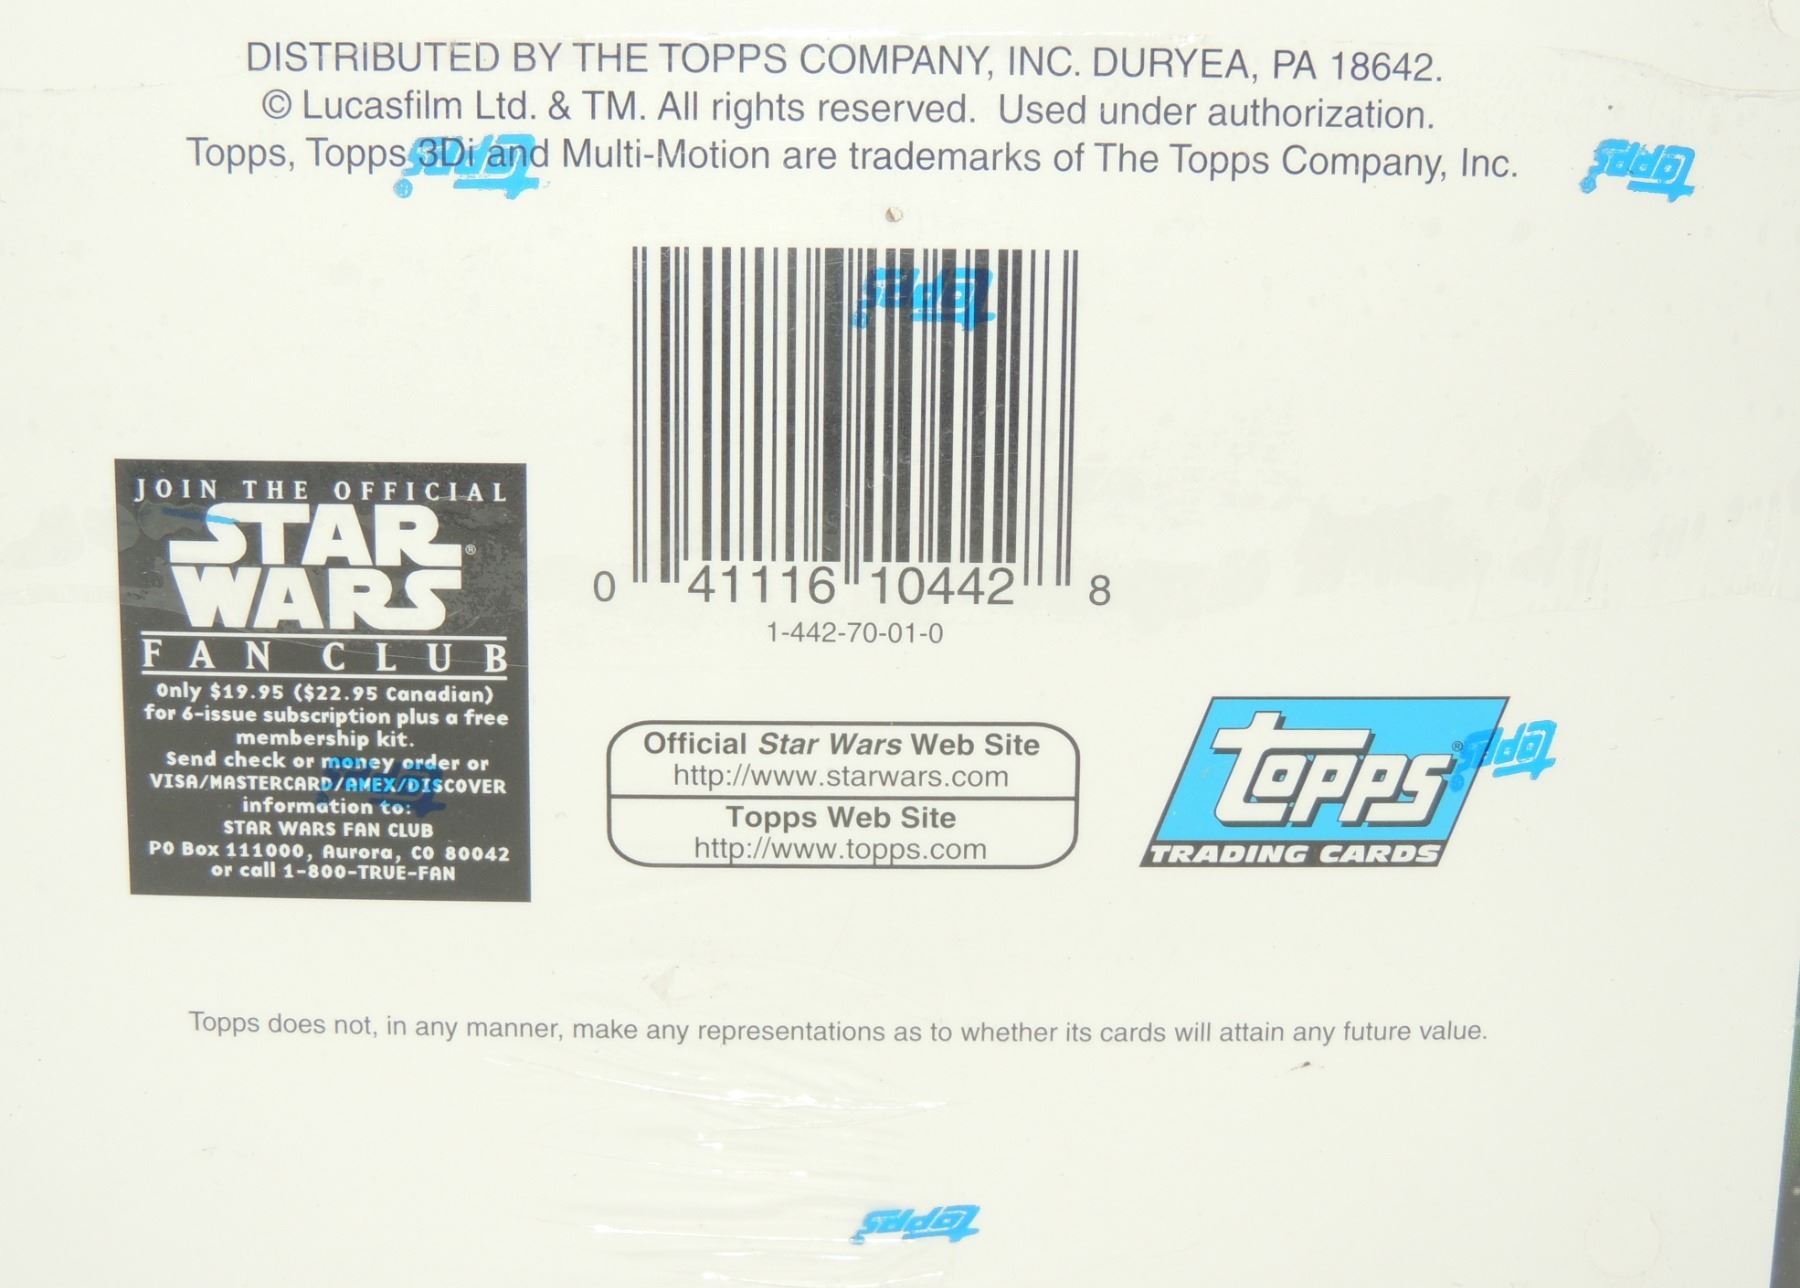 DISTRIBUTED BY THE TOPPS COMPANY, INC. DURYEA, PA 18642.
© Lucasfilm Ltd. & TM. All rights reserved. Used under authorization.
Topps, Topps 3Di and Multi-Motion are trademarks of The Topps Company, Inc.
topps
topps
topps
0 41116 10442 8
1-442-70-01-0
JOIN THE OFFICIAL
STAR
WARS®
FAN CLUB
Only $19.95 ($22.95 Canadian)
for 6-issue subscription plus a free
membership kit.
Send check or money order or
VISA/MASTERCARD/AMEX/DISCOVER
information to:
STAR WARS FAN CLUB
PO Box 111000, Aurora, CO 80042
or call 1-800-TRUE-FAN
topps
Official Star Wars Web Site
http://www.starwars.com
Topps Web Site
http://www.topps.com
topps®
TRADING CARDS
topps
Topps does not, in any manner, make any representations as to whether its cards will attain any future value.
topps